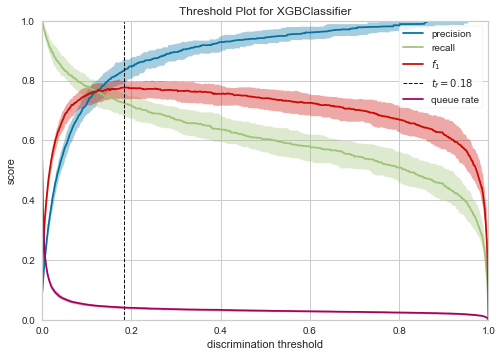 Threshold Plot for XGBClassifier
1.0
0.8
0.6
0.4
0.2
0.0
score
precision
recall
f₁
tᵣ = 0.18
queue rate
0.0 0.2 0.4 0.6 0.8 1.0
discrimination threshold